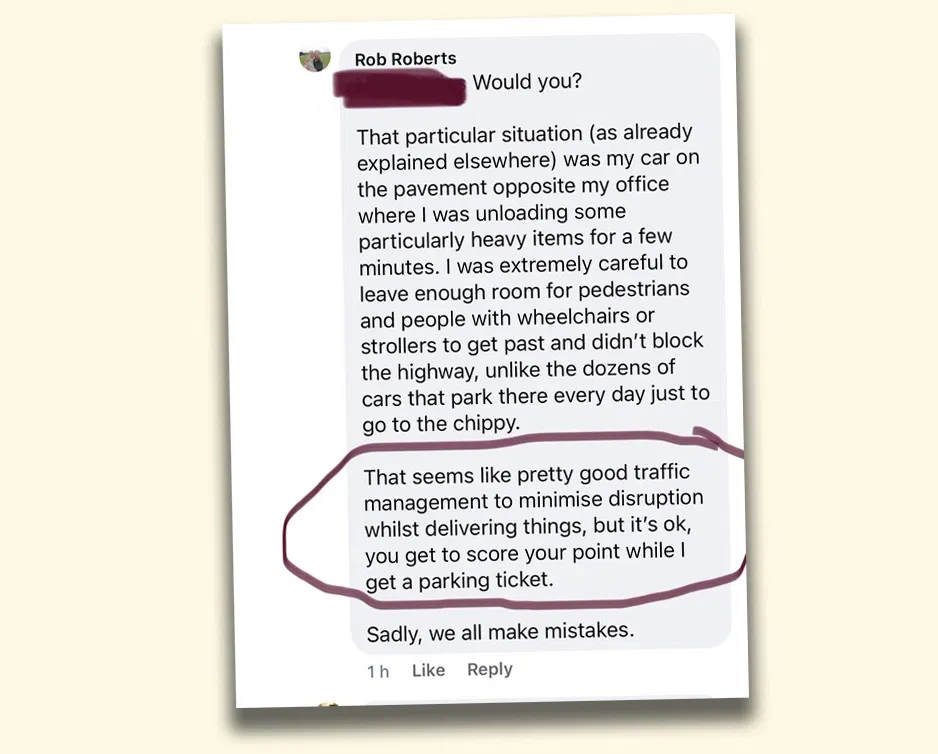 Rob Roberts
Would you?
That particular situation (as already
explained elsewhere) was my car on
the pavement opposite my office
where I was unloading some
particularly heavy items for a few
minutes. I was extremely careful to
leave enough room for pedestrians
and people with wheelchairs or
strollers to get past and didn’t block
the highway, unlike the dozens of
cars that park there every day just to
go to the chippy.
That seems like pretty good traffic
management to minimise disruption
whilst delivering things, but it’s ok,
you get to score your point while I
get a parking ticket.
Sadly, we all make mistakes.
1 h Like Reply